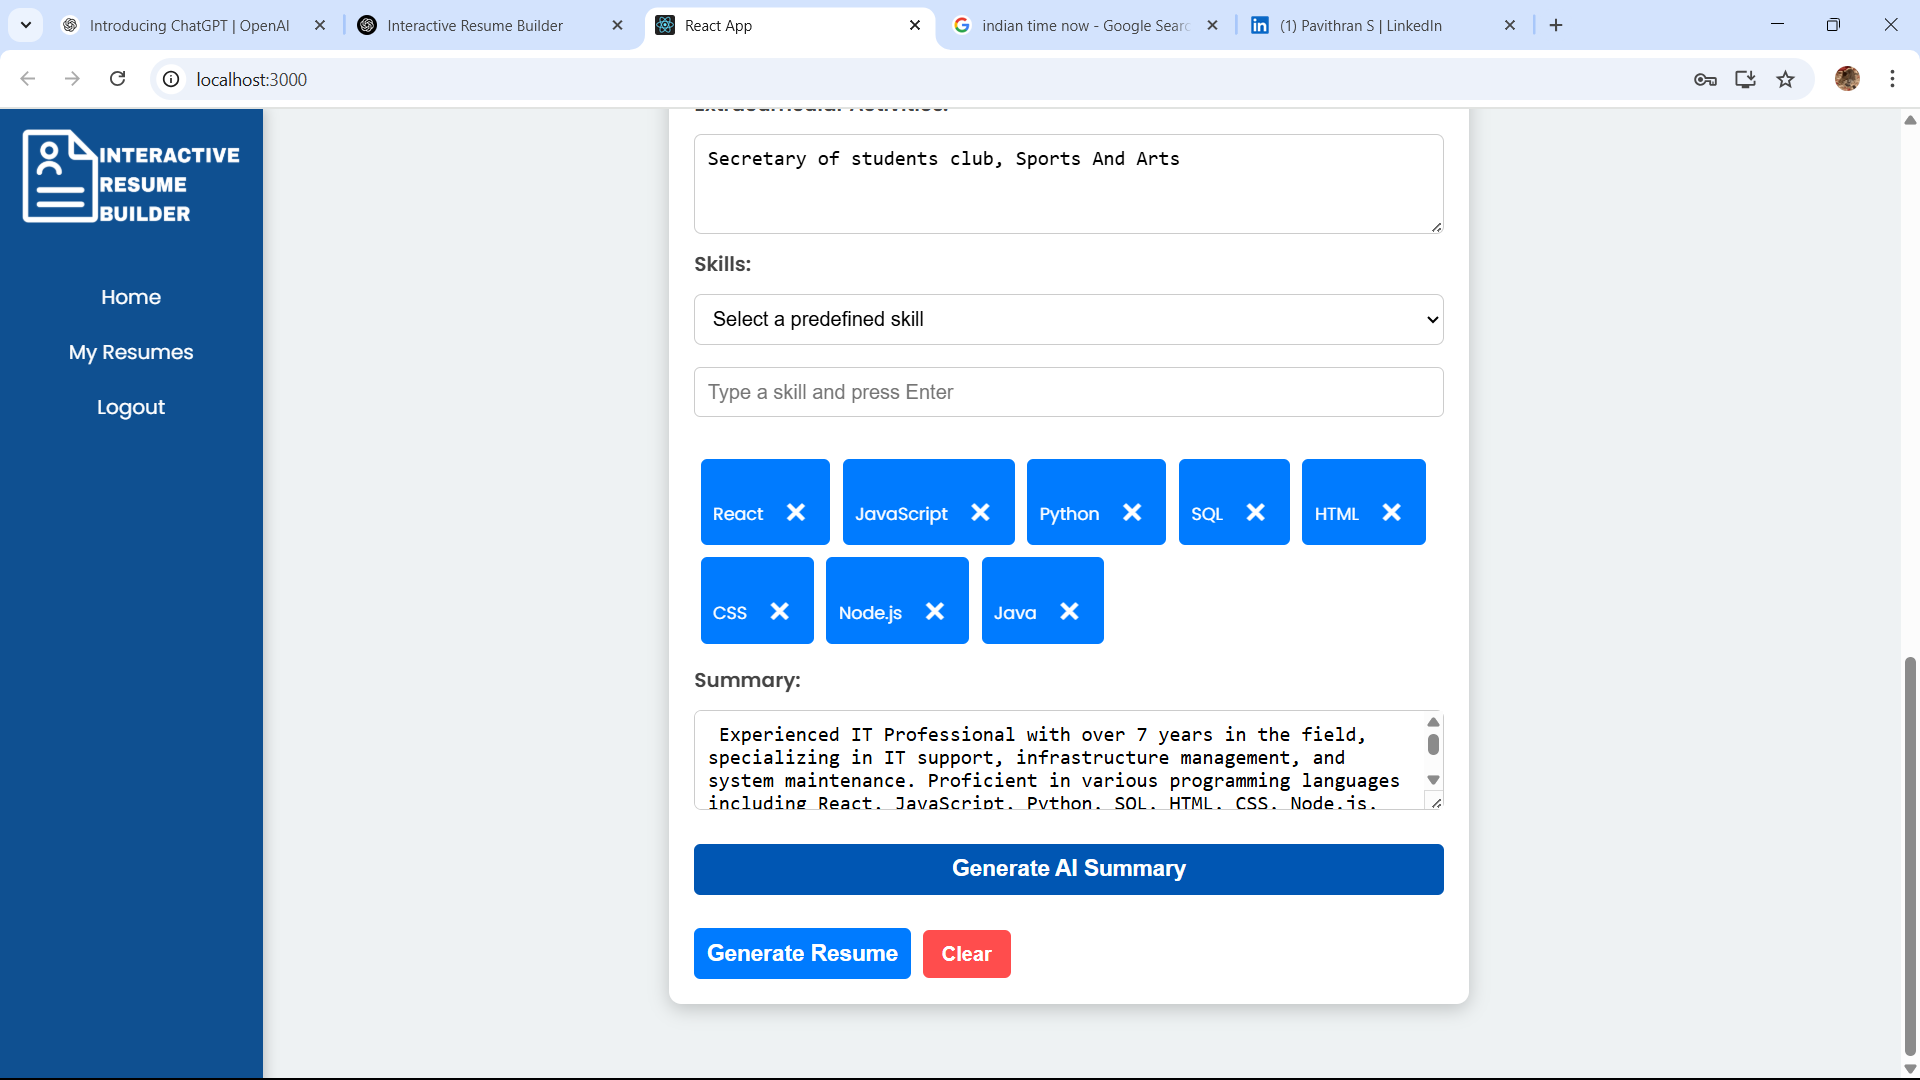 Introducing ChatGPT | OpenAI
Interactive Resume Builder
React App
indian time now - Google Searc
(1) Pavithran S | LinkedIn
localhost:3000
INTERACTIVE
RESUME
BUILDER
Home
My Resumes
Logout
Extracurricular Activities:
Secretary of students club, Sports And Arts
Skills:
Select a predefined skill
Type a skill and press Enter
React
JavaScript
Python
SQL
HTML
CSS
Node.js
Java
Summary:
Experienced IT Professional with over 7 years in the field,
specializing in IT support, infrastructure management, and
system maintenance. Proficient in various programming languages
including React, JavaScript, Python, SQL, HTML, CSS, Node.js,
Generate AI Summary
Generate Resume
Clear